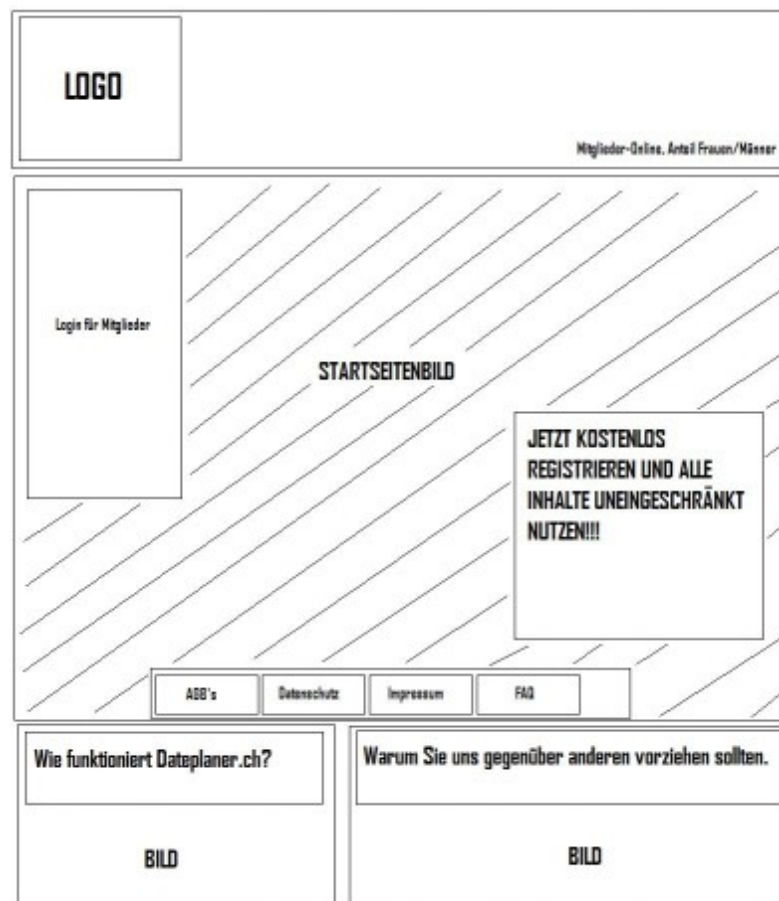 LOGO
Mitglieder-Online, Anteil Frauen/Männer
Login für Mitglieder
STARTSEITENBILD
JETZT KOSTENLOS
REGISTRIEREN UND ALLE
INHALTE UNEINGESCHRÄNKT
NUTZEN!!!
AGB's
Datenschutz
Impressum
FAQ
Wie funktioniert Dateplaner.ch?
Warum Sie uns gegenüber anderen vorziehen sollten.
BILD
BILD